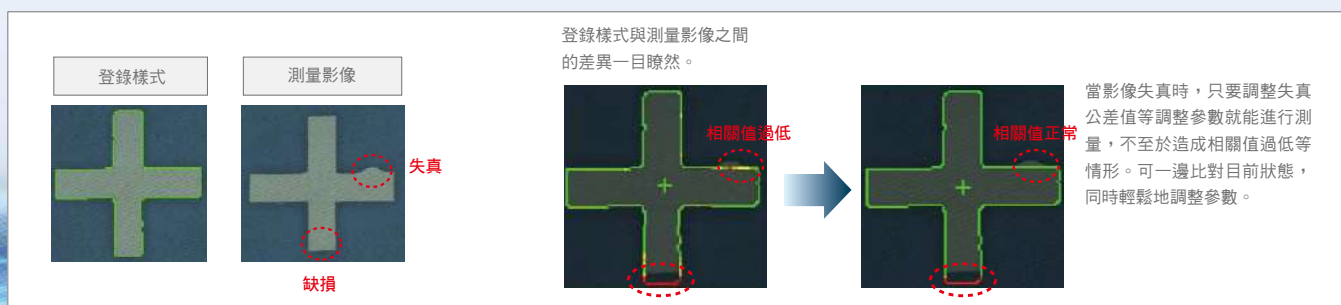 登錄樣式
測量影像
失真
缺損
登錄樣式與測量影像之間
的差異一目瞭然。
相關值過低
相關值正常
當影像失真時,只要調整失真
公差值等調整參數就能進行測
量,不至於造成相關值過低等
情形。可一邊比對目前狀態,
同時輕鬆地調整參數。